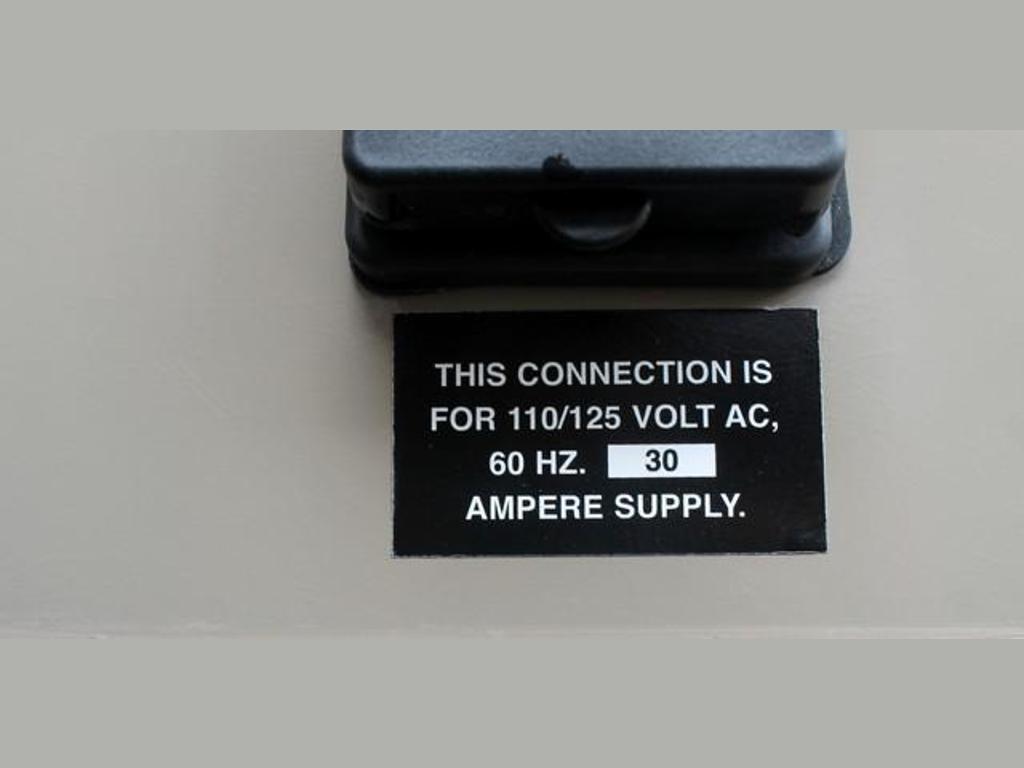 THIS CONNECTION IS
FOR 110/125 VOLT AC,
60 HZ. 30
AMPERE SUPPLY.